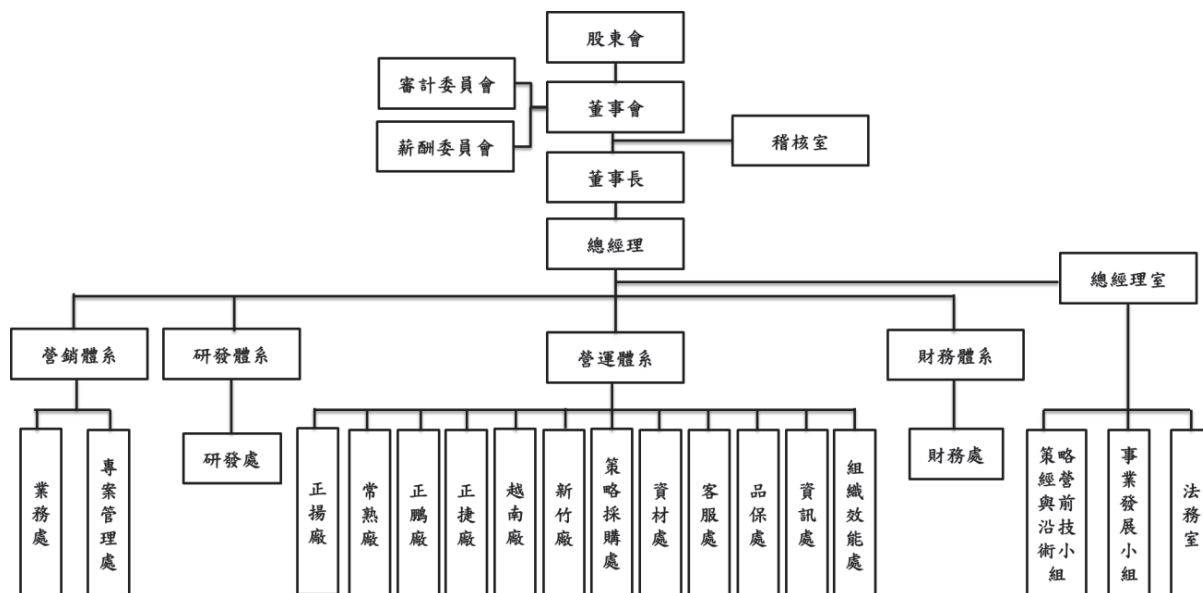 股東會
審計委員會
董事會
薪酬委員會
稽核室
董事長
總經理
總經理室
營銷體系
研發體系
營運體系
財務體系
業務處
專案管理處
研發處
正揚廠
常熟廠
正鵬廠
正捷廠
越南廠
新竹廠
策略採購處
資材處
客服處
品保處
資訊處
組織效能處
財務處
策略經營與前沿技術小組
事業發展小組
法務室